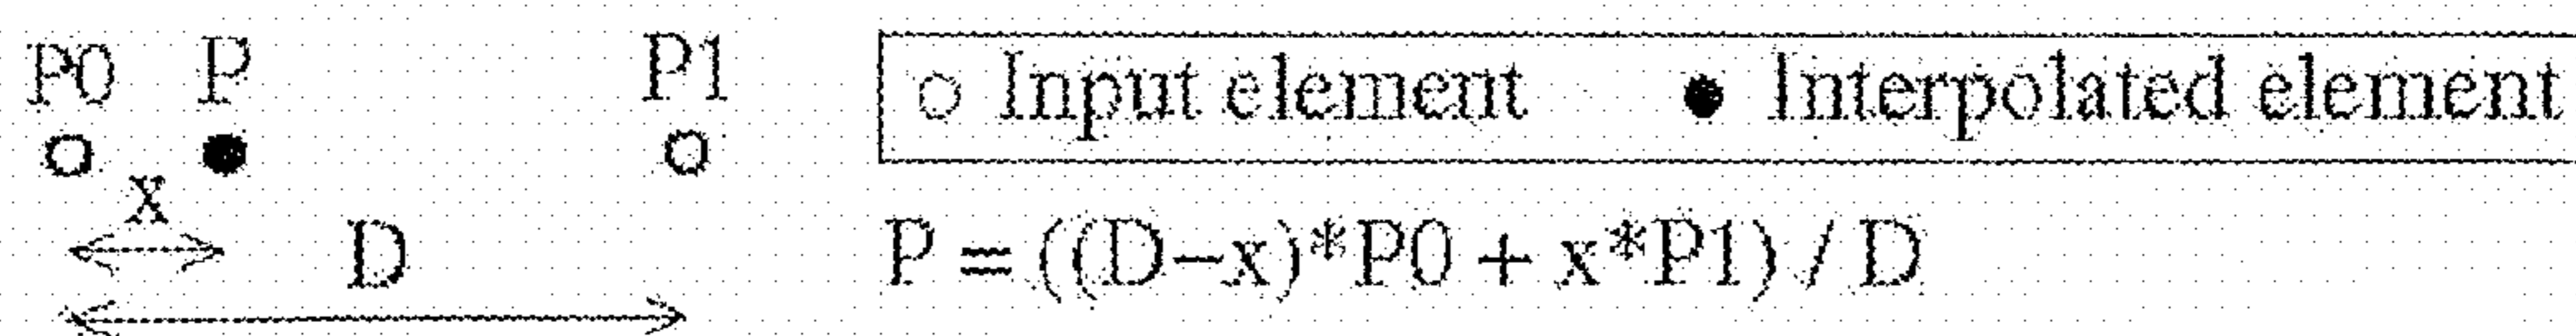 P0 P P1
○ Input element ● Interpolated element
x
D
P = ((D−x)*P0 + x*P1) / D